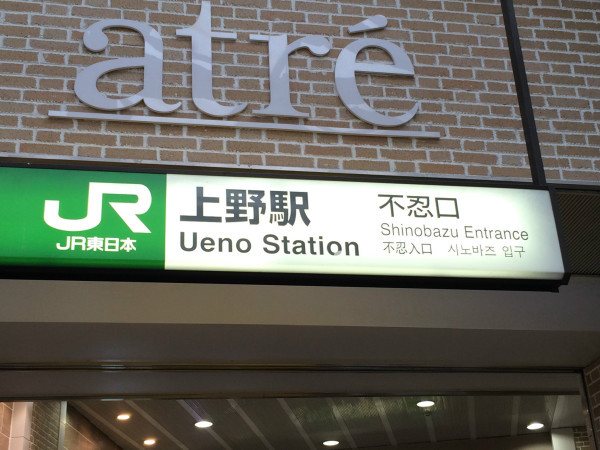 atré
JR
JR東日本
上野駅
Ueno Station
不忍口
Shinobazu Entrance
不忍入口 시노바즈 입구